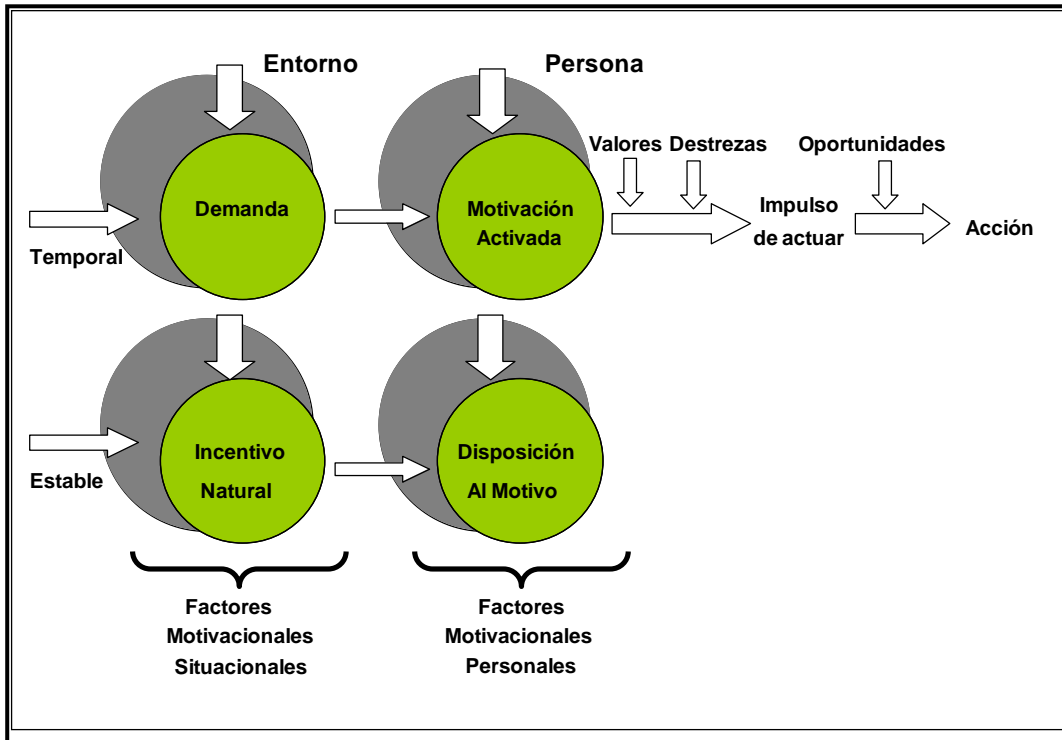 Entorno
Persona
Valores
Destrezas
Oportunidades
Demanda
Motivación
Activada
Impulso
de actuar
Acción
Temporal
Incentivo
Natural
Disposición
Al Motivo
Estable
Factores
Motivacionales
Situacionales
Factores
Motivacionales
Personales